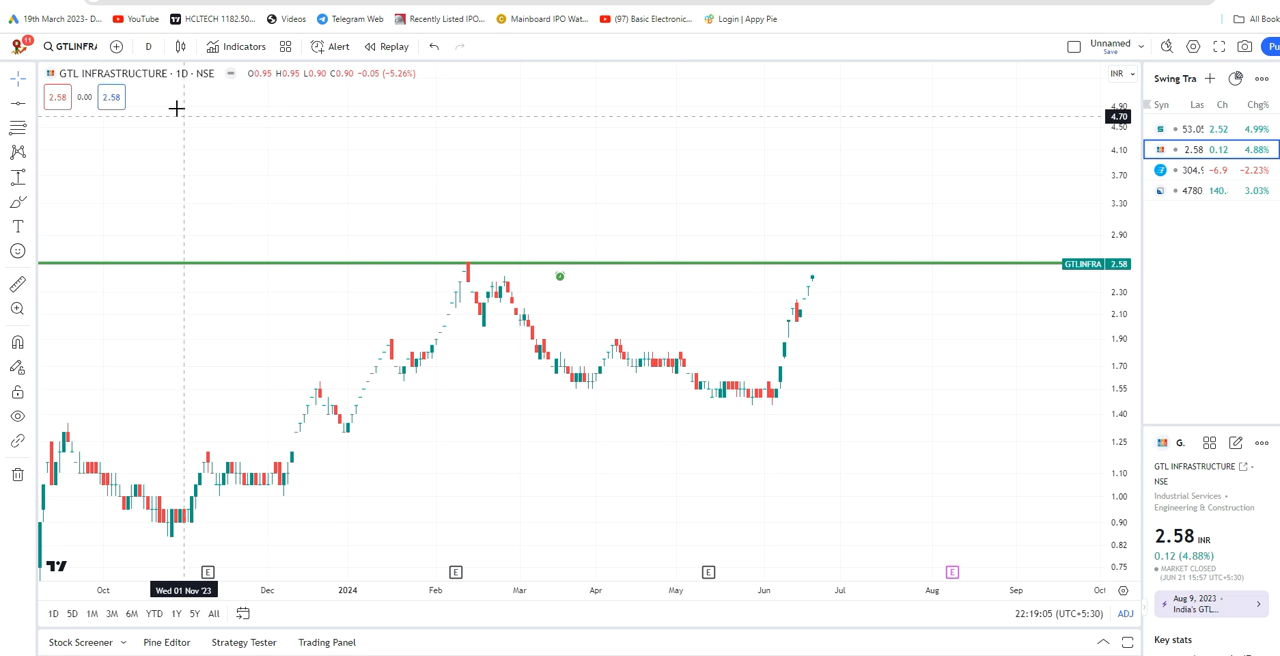 19th March 2023- D... YouTube HCLTECH 1182.50... Videos Telegram Web Recently Listed IPO... Mainboard IPO Wat... (97) Basic Electronic... Login | Appy Pie All Book
11 GTLINFRA D Indicators Alert Replay Unnamed Save Pu
GTL INFRASTRUCTURE · 1D · NSE O0.95 H0.95 L0.90 C0.90 −0.05 (−5.26%) INR
2.58 0.00 2.58
4.90
4.70
4.50
4.10
3.70
3.30
2.90
GTLINFRA 2.58
2.30
2.10
1.90
1.70
1.55
1.40
1.25
1.10
1.00
0.90
0.82
0.75
E E E E
Oct Wed 01 Nov '23 Dec 2024 Feb Mar Apr May Jun Jul Aug Sep Oct
1D 5D 1M 3M 6M YTD 1Y 5Y All 22:19:05 (UTC+5:30) ADJ
Stock Screener Pine Editor Strategy Tester Trading Panel
Swing Tra
Syn Las Ch Chg%
53.05 2.52 4.99%
2.58 0.12 4.88%
304.9 −6.9 −2.23%
4780 140. 3.03%
G.
GTL INFRASTRUCTURE
NSE
Industrial Services •
Engineering & Construction
2.58 INR
0.12 (4.88%)
MARKET CLOSED
(JUN 21 15:57 UTC+5:30)
Aug 9, 2023 •
India's GTL...
Key stats